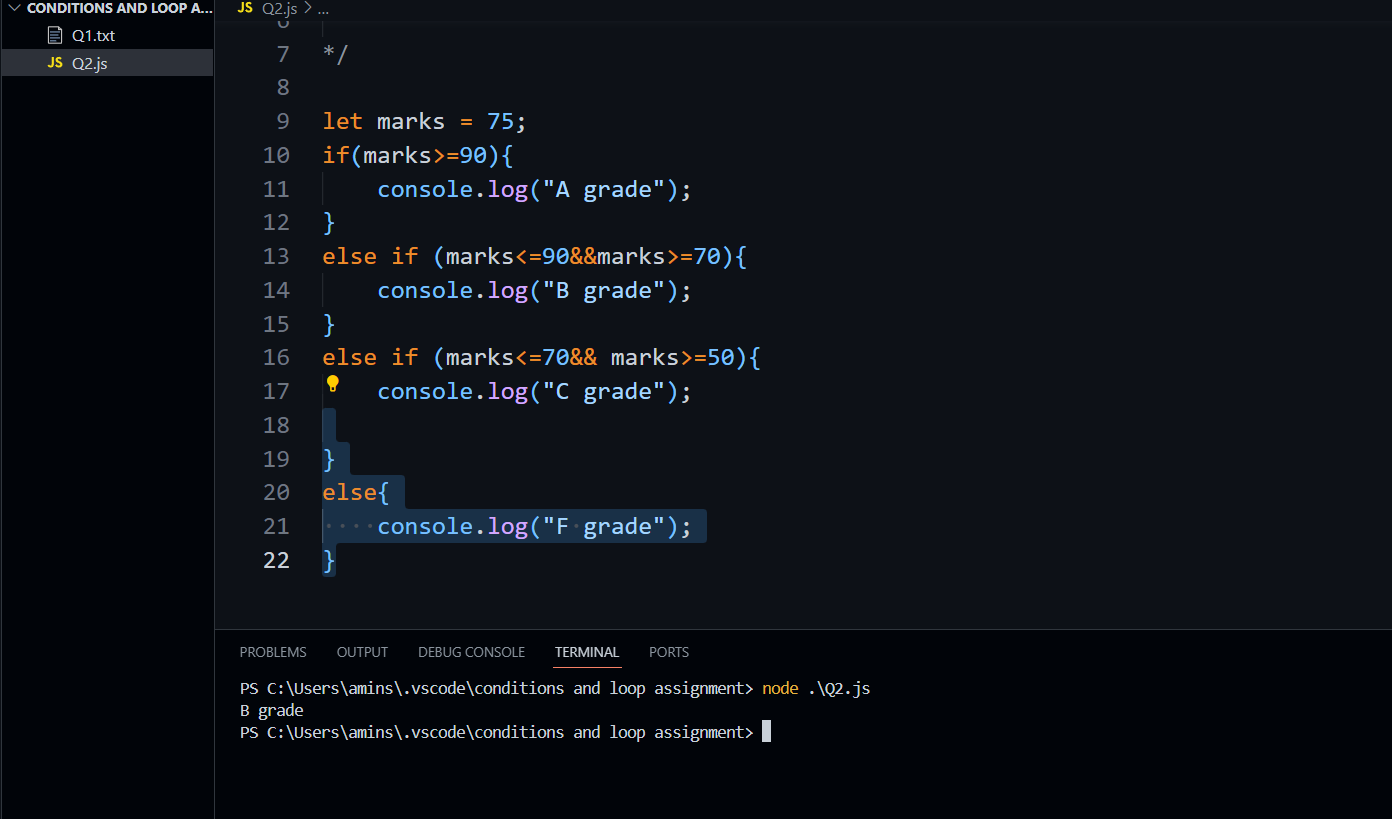 CONDITIONS AND LOOP A...
Q1.txt
JS Q2.js
JS Q2.js > ...
6
7 */
8
9 let marks = 75;
10 if(marks>=90){
11 console.log("A grade");
12 }
13 else if (marks<=90&&marks>=70){
14 console.log("B grade");
15 }
16 else if (marks<=70&& marks>=50){
17 console.log("C grade");
18
19 }
20 else{
21 console.log("F grade");
22 }
PROBLEMS OUTPUT DEBUG CONSOLE TERMINAL PORTS
PS C:\Users\amins\.vscode\conditions and loop assignment> node .\Q2.js
B grade
PS C:\Users\amins\.vscode\conditions and loop assignment>